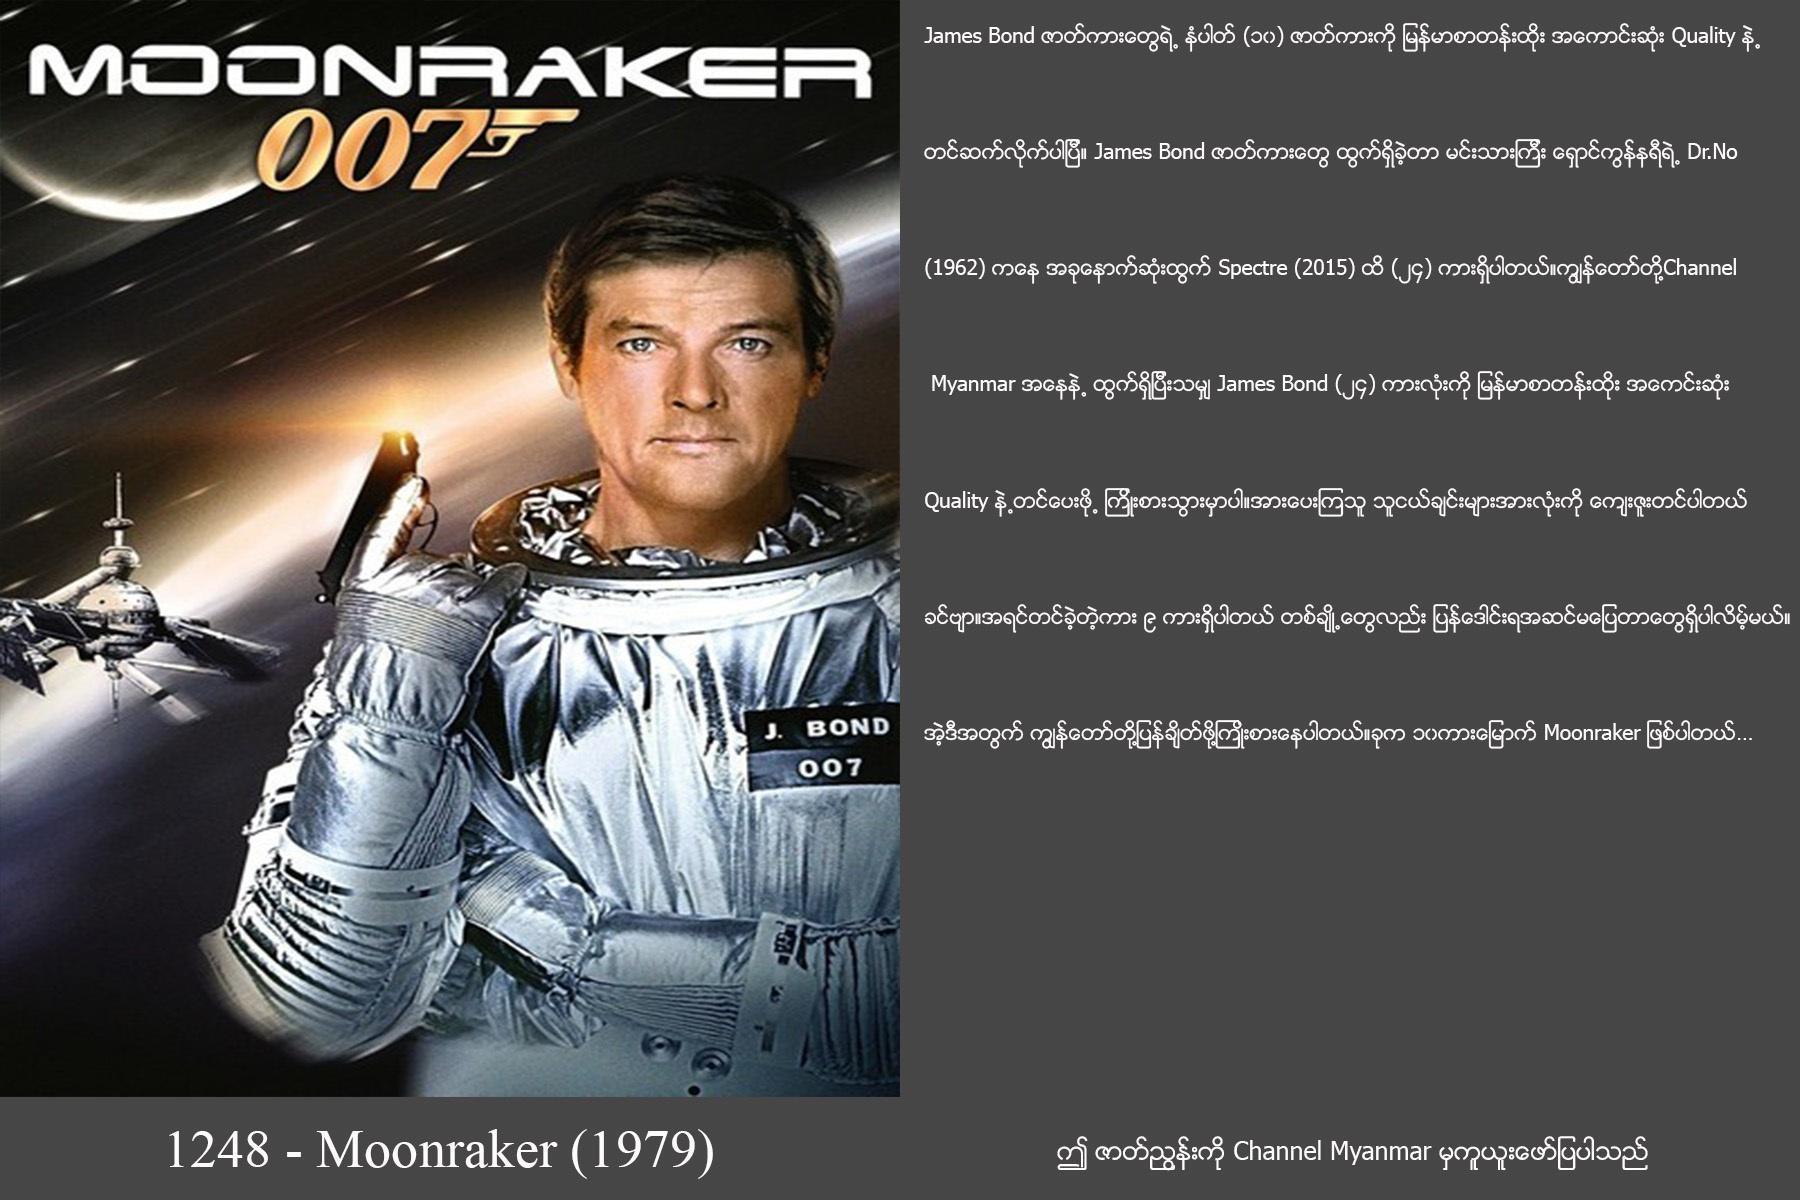 MOONRAKER
007
J. BOND
007
James Bond ဇာတ်ကားတွေရဲ့ နံပါတ် (၁၀) ဇာတ်ကားကို မြန်မာစာတန်းထိုး အကောင်းဆုံး Quality နဲ့
တင်ဆက်လိုက်ပါပြီ။ James Bond ဇာတ်ကားတွေ ထွက်ရှိခဲ့တာ မင်းသားကြီး ရှောင်ကွန်နရီရဲ့ Dr.No
(1962) ကနေ အခုနောက်ဆုံးထွက် Spectre (2015) ထိ (၂၄) ကားရှိပါတယ်။ကျွန်တော်တို့Channel
Myanmar အနေနဲ့ ထွက်ရှိပြီးသမျှ James Bond (၂၄) ကားလုံးကို မြန်မာစာတန်းထိုး အကေင်းဆုံး
Quality နဲ့တင်ပေးဖို့ ကြိုးစားသွားမှာပါ။အားပေးကြသူ သူငယ်ချင်းများအားလုံးကို ကျေးဇူးတင်ပါတယ်
ခင်ဗျာ။အရင်တင်ခဲ့တဲ့ကား ၉ ကားရှိပါတယ် တစ်ချို့တွေလည်း ပြန်ဒေါင်းရအဆင်မပြေတာတွေရှိပါလိမ့်မယ်။
အဲ့ဒီအတွက် ကျွန်တော်တို့ပြန်ချိတ်ဖို့ကြိုးစားနေပါတယ်။ခုက ၁၀ကားမြောက် Moonraker ဖြစ်ပါတယ်...
1248 - Moonraker (1979)
ဤ ဇာတ်ညွှန်းကို Channel Myanmar မှကူယူးဖော်ပြပါသည်